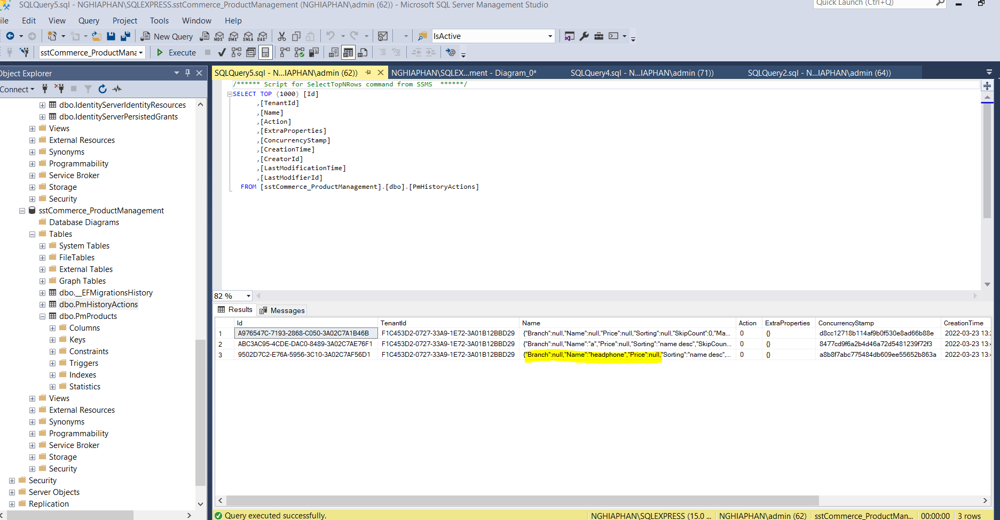 SQLQuery5.sql - NGHIAPHAN\SQLEXPRESS.sstCommerce_ProductManagement (NGHIAPHAN\admin (62)) - Microsoft SQL Server Management Studio
Quick Launch (Ctrl+Q)
ile Edit View Query Project Tools Window Help
New Query MDX DMX XMLA DAX IsActive
sstCommerce_ProductMana Execute
Object Explorer
Connect
dbo.IdentityServerIdentityResources
dbo.IdentityServerPersistedGrants
Views
External Resources
Synonyms
Programmability
Service Broker
Storage
Security
sstCommerce_ProductManagement
Database Diagrams
Tables
System Tables
FileTables
External Tables
Graph Tables
dbo.__EFMigrationsHistory
dbo.PmHistoryActions
dbo.PmProducts
Columns
Keys
Constraints
Triggers
Indexes
Statistics
Views
External Resources
Synonyms
Programmability
Service Broker
Storage
Security
Security
Server Objects
Replication
SQLQuery5.sql - N...IAPHAN\admin (62)) NGHIAPHAN\SQLEX...ment - Diagram_0* SQLQuery4.sql - N...IAPHAN\admin (71)) SQLQuery2.sql - N...IAPHAN\admin (64))
/****** Script for SelectTopNRows command from SSMS ******/
SELECT TOP (1000) [Id]
,[TenantId]
,[Name]
,[Action]
,[ExtraProperties]
,[ConcurrencyStamp]
,[CreationTime]
,[CreatorId]
,[LastModificationTime]
,[LastModifierId]
FROM [sstCommerce_ProductManagement].[dbo].[PmHistoryActions]
82 %
Results Messages
Id TenantId Name Action ExtraProperties ConcurrencyStamp CreationTime
1 A976547C-7193-2868-C050-3A02C7A1B46B F1C453D2-0727-33A9-1E72-3A01B12BBD29 {"Branch":null,"Name":null,"Price":null,"Sorting":null,"SkipCount":0,"Ma... 0 {} d8cc12718b114af9b0f530e8ad66b88e 2022-03-23 13:2
2 ABC3AC95-4CDE-DAC0-8489-3A02C7AE76F1 F1C453D2-0727-33A9-1E72-3A01B12BBD29 {"Branch":null,"Name":"a","Price":null,"Sorting":"name desc","SkipCoun... 0 {} 8477cd9f6a2b4d46a72d5481239f72f3 2022-03-23 13:4
3 9502D7C2-E76A-5956-3C10-3A02C7AF56D1 F1C453D2-0727-33A9-1E72-3A01B12BBD29 {"Branch":null,"Name":"headphone","Price":null,"Sorting":"name desc",... 0 {} a8b8f7abc775484db609ee55652b863a 2022-03-23 13:4
Query executed successfully. NGHIAPHAN\SQLEXPRESS (15.0 ... NGHIAPHAN\admin (62) sstCommerce_ProductMan... 00:00:00 3 rows